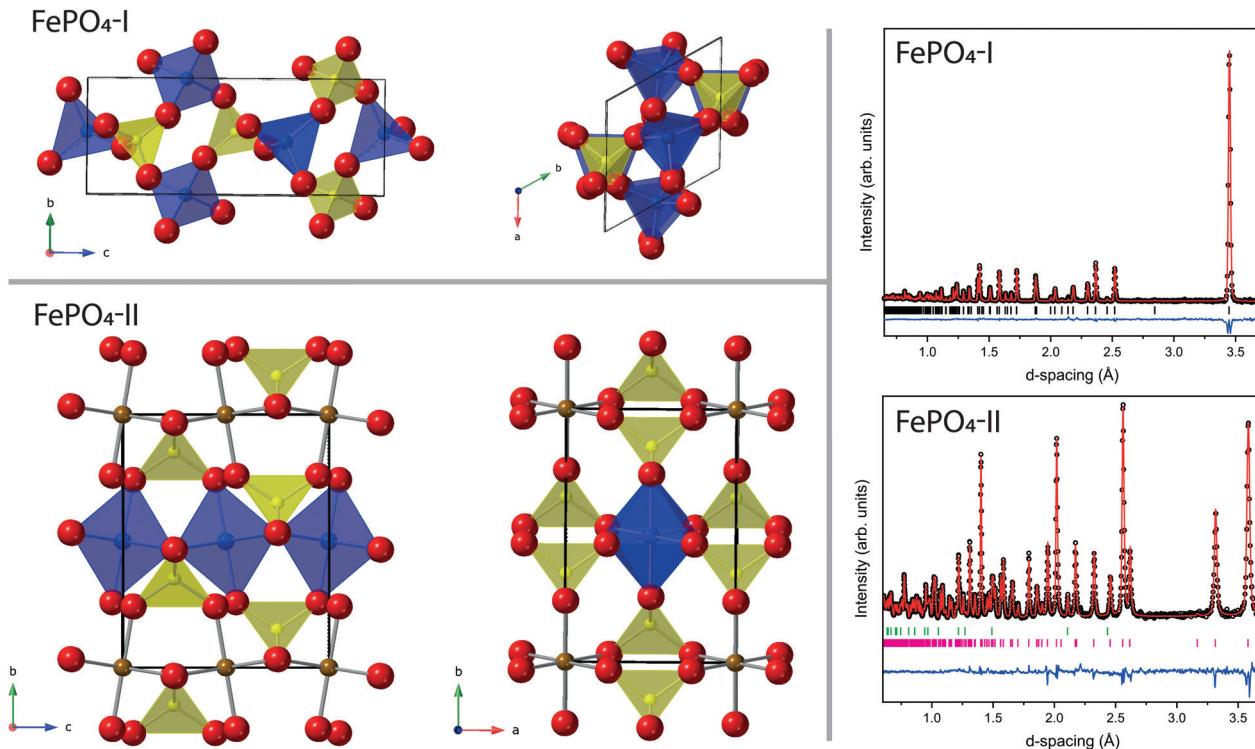 FePO₄-I
b
c
b
a
FePO₄-II
b
c
b
a
FePO₄-I
Intensity (arb. units)
1.0 1.5 2.0 2.5 3.0 3.5
d-spacing (Å)
FePO₄-II
Intensity (arb. units)
1.0 1.5 2.0 2.5 3.0 3.5
d-spacing (Å)